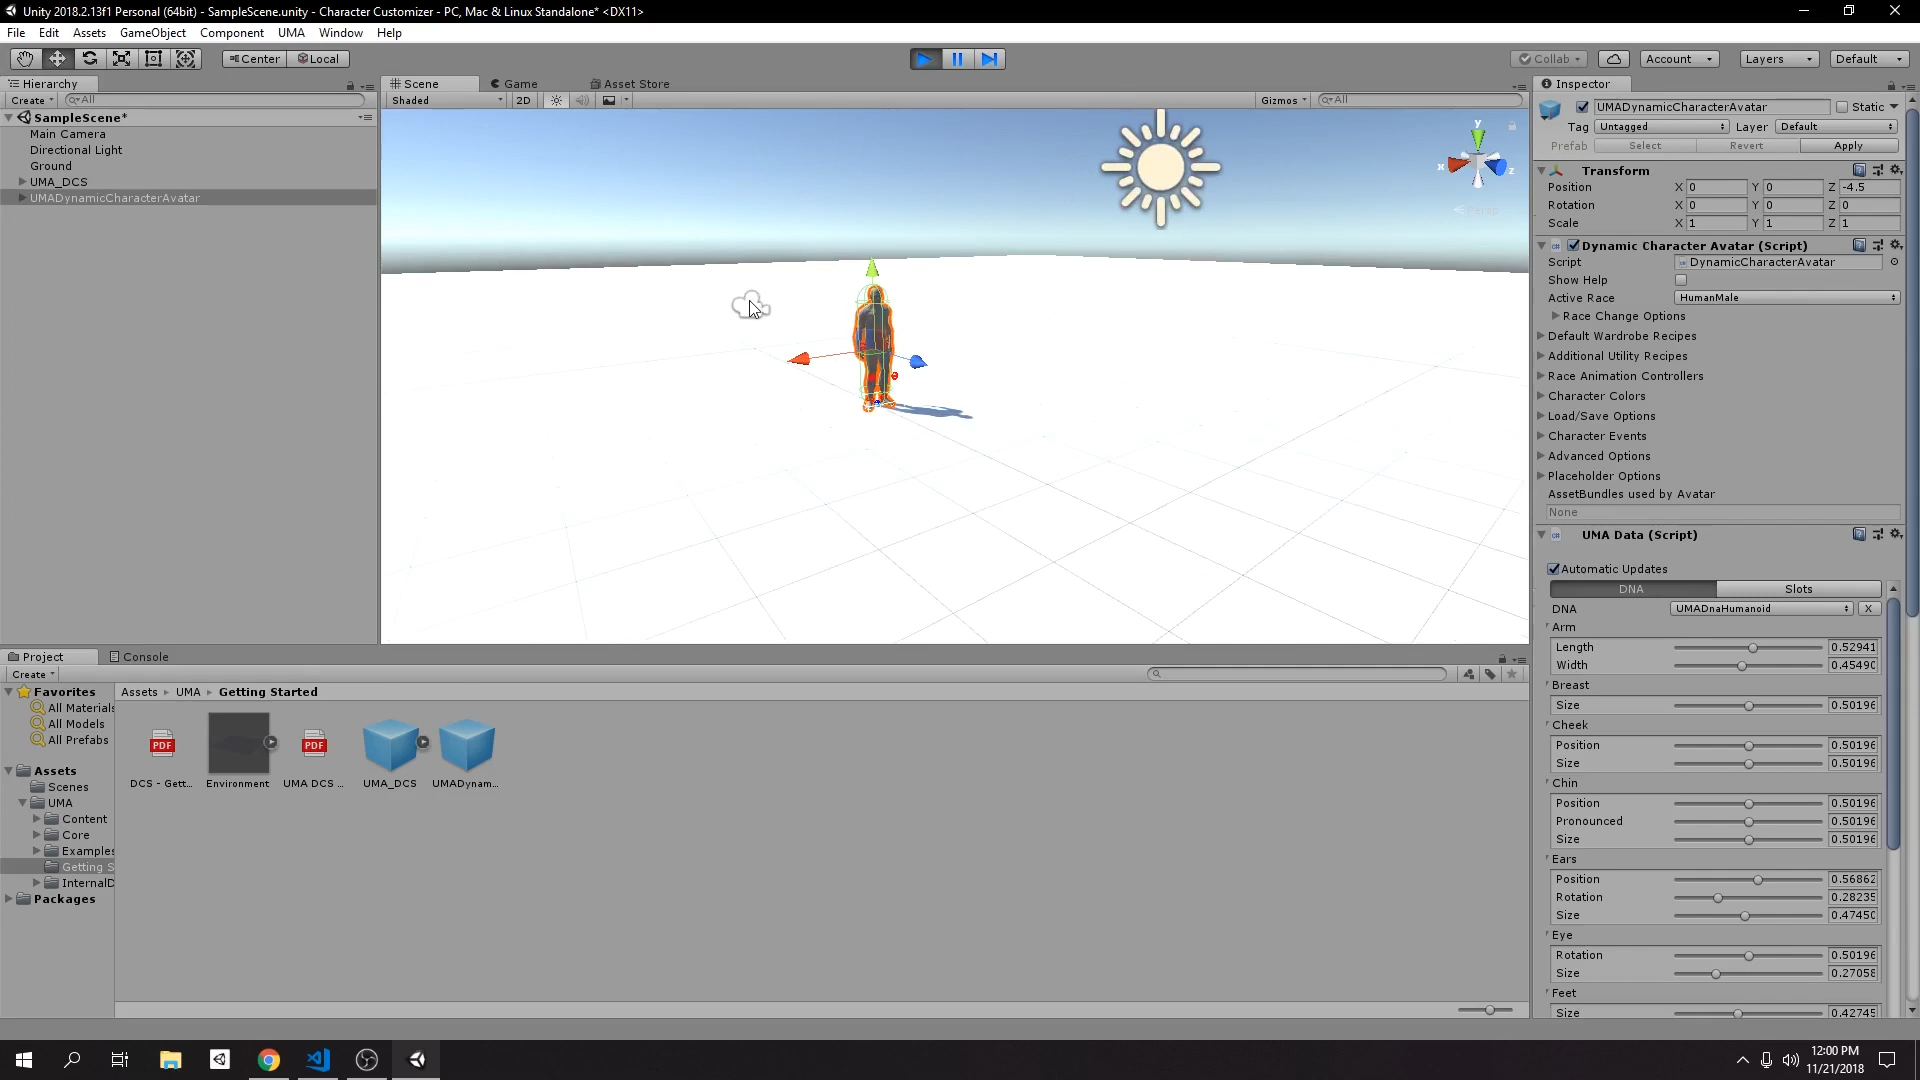 Unity 2018.2.13f1 Personal (64bit) - SampleScene.unity - Character Customizer - PC, Mac & Linux Standalone* <DX11>
File Edit Assets GameObject Component UMA Window Help
Center Local Collab Account Layers Default
Hierarchy
Create All
SampleScene*
Main Camera
Directional Light
Ground
UMA_DCS
UMADynamicCharacterAvatar
Scene Game Asset Store
Shaded 2D Gizmos All
y
x z
Persp
Inspector
UMADynamicCharacterAvatar Static
Tag Untagged Layer Default
Prefab Select Revert Apply
Transform
Position X 0 Y 0 Z -4.5
Rotation X 0 Y 0 Z 0
Scale X 1 Y 1 Z 1
Dynamic Character Avatar (Script)
Script DynamicCharacterAvatar
Show Help
Active Race HumanMale
Race Change Options
Default Wardrobe Recipes
Additional Utility Recipes
Race Animation Controllers
Character Colors
Load/Save Options
Character Events
Advanced Options
Placeholder Options
AssetBundles used by Avatar
None
UMA Data (Script)
Automatic Updates
DNA Slots
DNA UMADnaHumanoid X
Arm
Length 0.52941
Width 0.45490
Breast
Size 0.50196
Cheek
Position 0.50196
Size 0.50196
Chin
Position 0.50196
Pronounced 0.50196
Size 0.50196
Ears
Position 0.56862
Rotation 0.28235
Size 0.47450
Eye
Rotation 0.50196
Size 0.27058
Feet
Size 0.42745
Project Console
Create
Favorites
All Materials
All Models
All Prefabs
Assets
Scenes
UMA
Content
Core
Examples
Getting S
InternalD
Packages
Assets UMA Getting Started
PDF PDF
DCS - Gett... Environment UMA DCS ... UMA_DCS UMADynam...
12:00 PM
11/21/2018